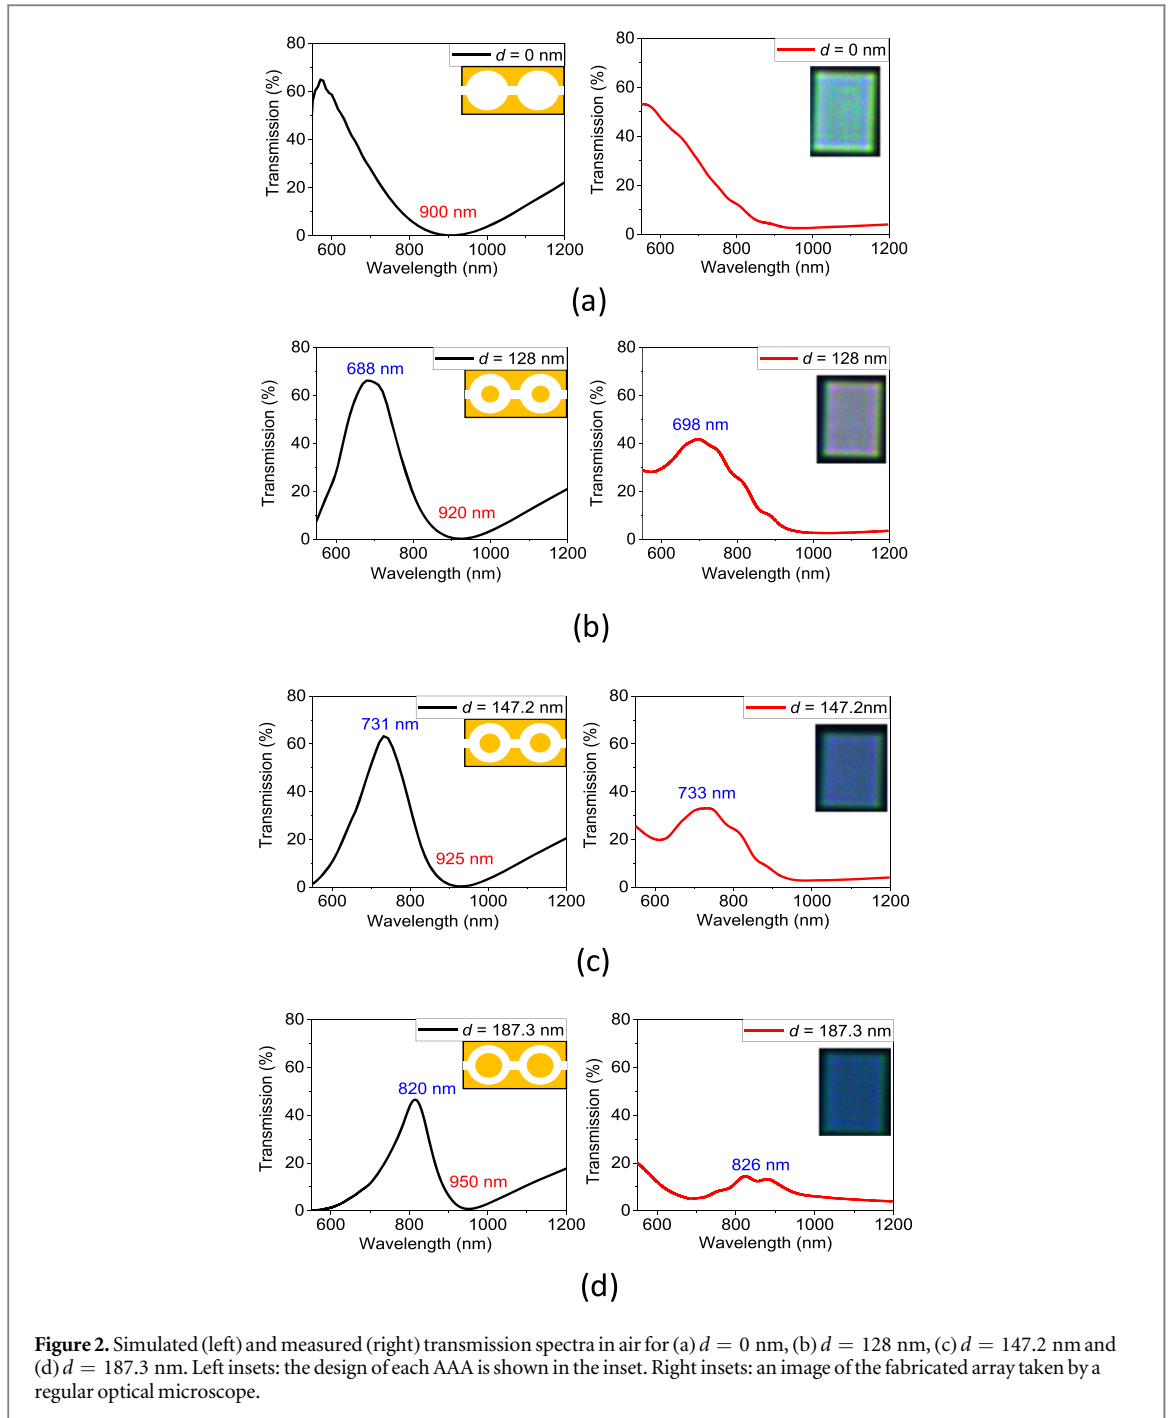 80
60
40
20
0
Transmission (%)
d = 0 nm
900 nm
600 800 1000 1200
Wavelength (nm)
80
60
40
20
0
Transmission (%)
d = 0 nm
600 800 1000 1200
Wavelength (nm)
(a)
80
60
40
20
0
Transmission (%)
d = 128 nm
688 nm
920 nm
600 800 1000 1200
Wavelength (nm)
80
60
40
20
0
Transmission (%)
d = 128 nm
698 nm
600 800 1000 1200
Wavelength (nm)
(b)
80
60
40
20
0
Transmission (%)
d = 147.2 nm
731 nm
925 nm
600 800 1000 1200
Wavelength (nm)
80
60
40
20
0
Transmission (%)
d = 147.2nm
733 nm
600 800 1000 1200
Wavelength (nm)
(c)
80
60
40
20
0
Transmission (%)
d = 187.3 nm
820 nm
950 nm
600 800 1000 1200
Wavelength (nm)
80
60
40
20
0
Transmission (%)
d = 187.3 nm
826 nm
600 800 1000 1200
Wavelength (nm)
(d)
Figure 2. Simulated (left) and measured (right) transmission spectra in air for (a) d = 0 nm, (b) d = 128 nm, (c) d = 147.2 nm and
(d) d = 187.3 nm. Left insets: the design of each AAA is shown in the inset. Right insets: an image of the fabricated array taken by a
regular optical microscope.